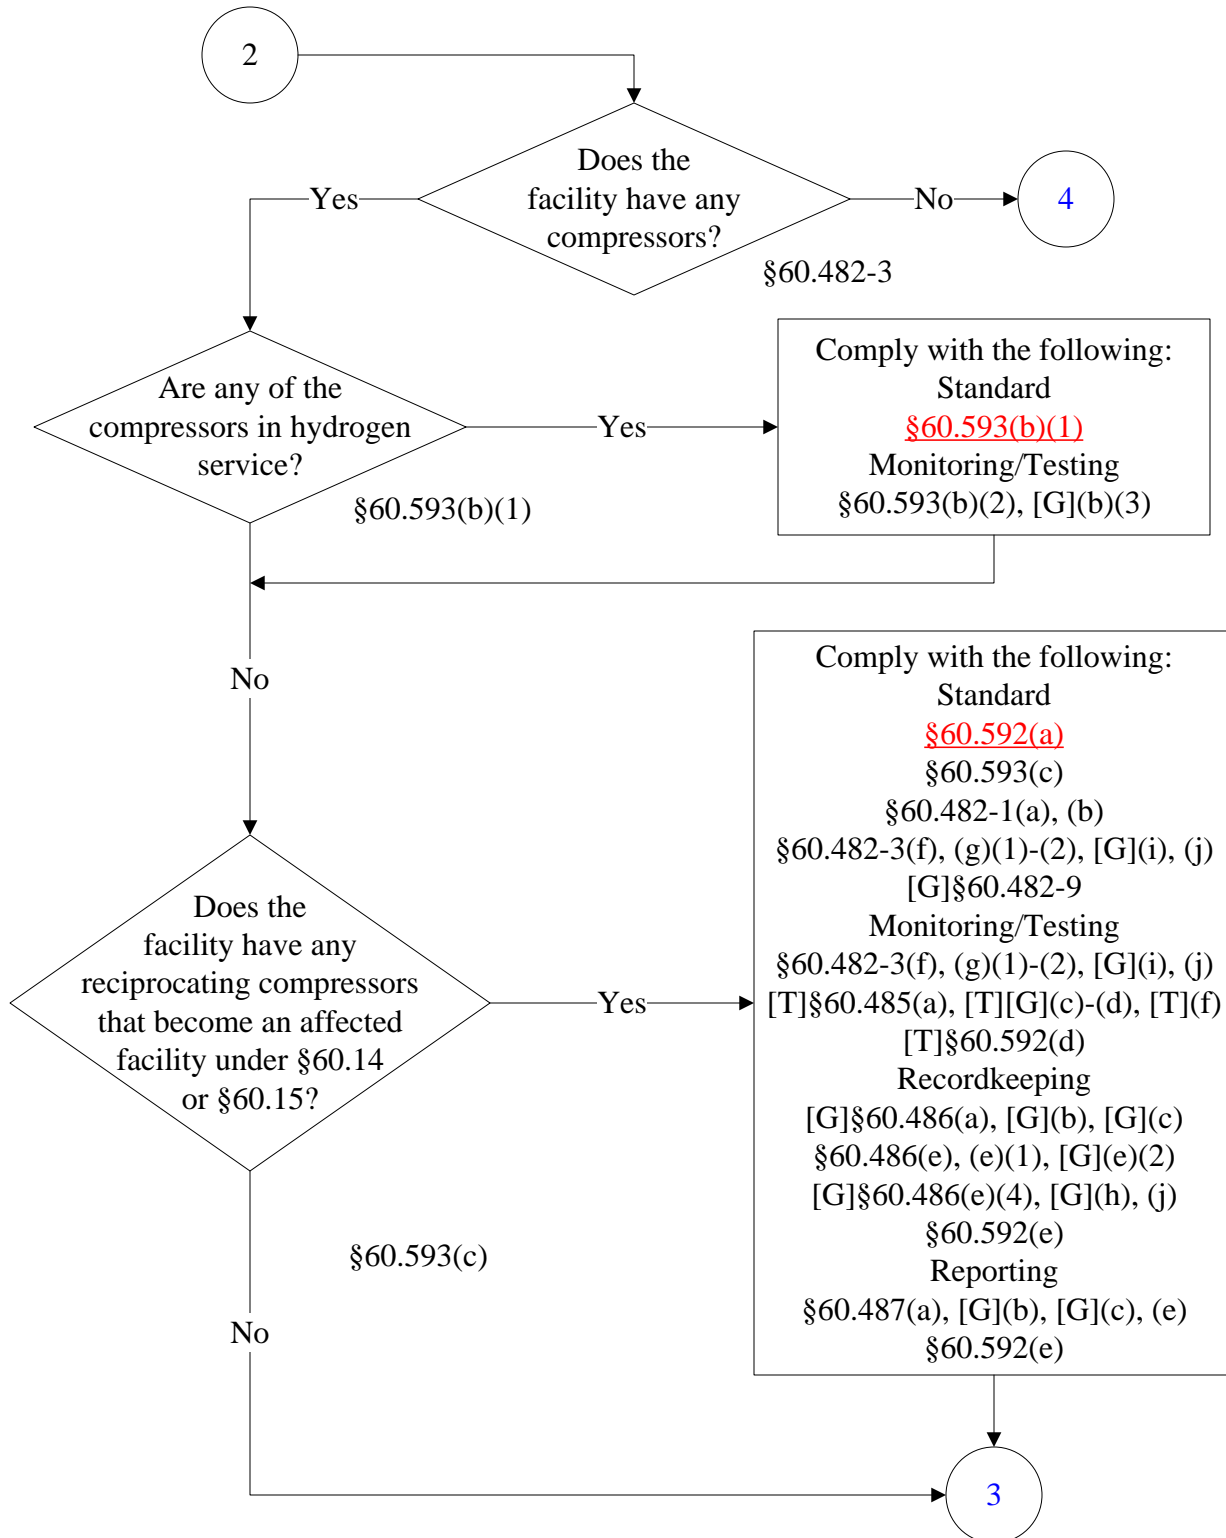 2
Does the
facility have any
compressors?
Yes
No
4
§60.482-3
Are any of the
compressors in hydrogen
service?
Yes
§60.593(b)(1)
Comply with the following:
Standard
§60.593(b)(1)
Monitoring/Testing
§60.593(b)(2), [G](b)(3)
No
Does the
facility have any
reciprocating compressors
that become an affected
facility under §60.14
or §60.15?
Yes
§60.593(c)
No
Comply with the following:
Standard
§60.592(a)
§60.593(c)
§60.482-1(a), (b)
§60.482-3(f), (g)(1)-(2), [G](i), (j)
[G]§60.482-9
Monitoring/Testing
§60.482-3(f), (g)(1)-(2), [G](i), (j)
[T]§60.485(a), [T][G](c)-(d), [T](f)
[T]§60.592(d)
Recordkeeping
[G]§60.486(a), [G](b), [G](c)
§60.486(e), (e)(1), [G](e)(2)
[G]§60.486(e)(4), [G](h), (j)
§60.592(e)
Reporting
§60.487(a), [G](b), [G](c), (e)
§60.592(e)
3